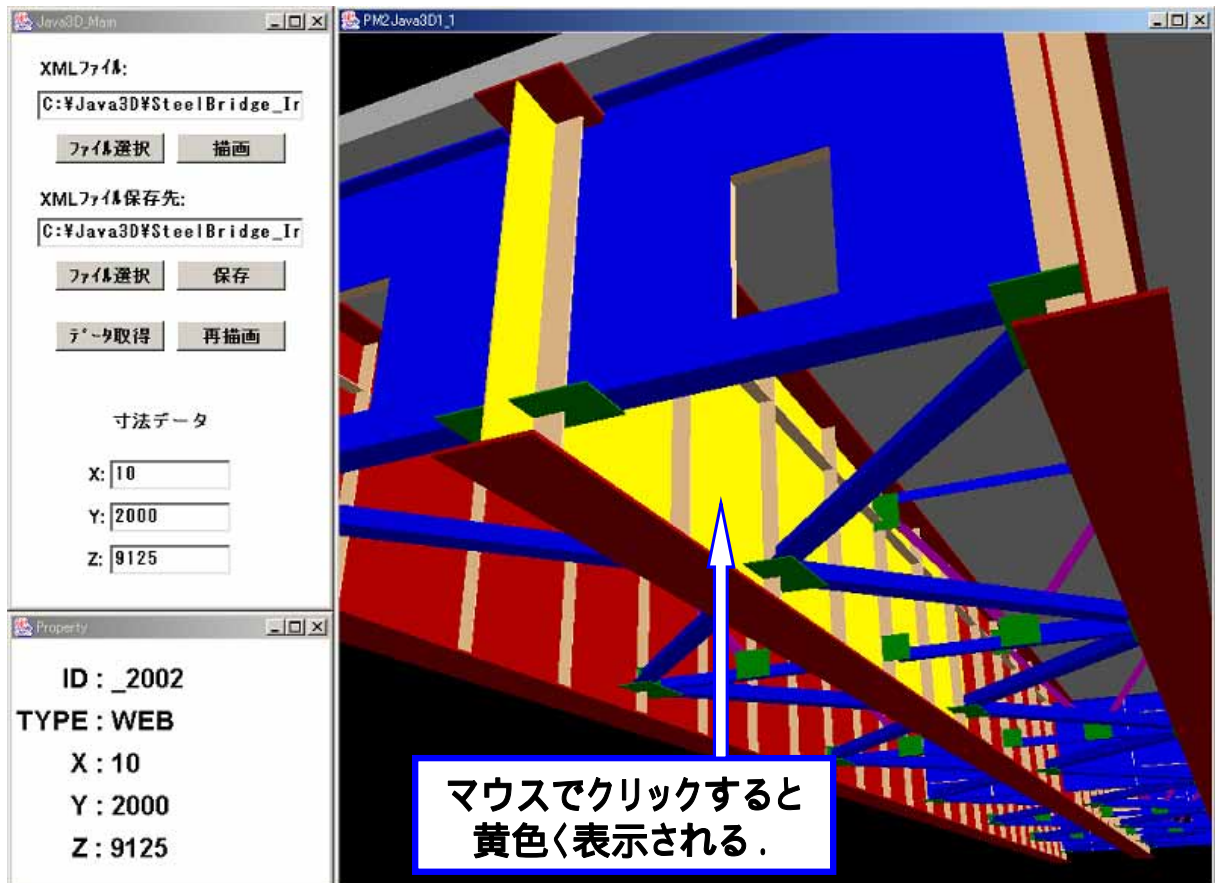 Java3D_Main
XMLﾌｧｲﾙ:
C:¥Java3D¥SteelBridge_Ir
ﾌｧｲﾙ選択
描画
XMLﾌｧｲﾙ保存先:
C:¥Java3D¥SteelBridge_Ir
ﾌｧｲﾙ選択
保存
ﾃﾞｰﾀ取得
再描画
寸法データ
X: 10
Y: 2000
Z: 9125
Property
ID : _2002
TYPE : WEB
X : 10
Y : 2000
Z : 9125
PM2Java3D1_1
マウスでクリックすると
黄色く表示される.